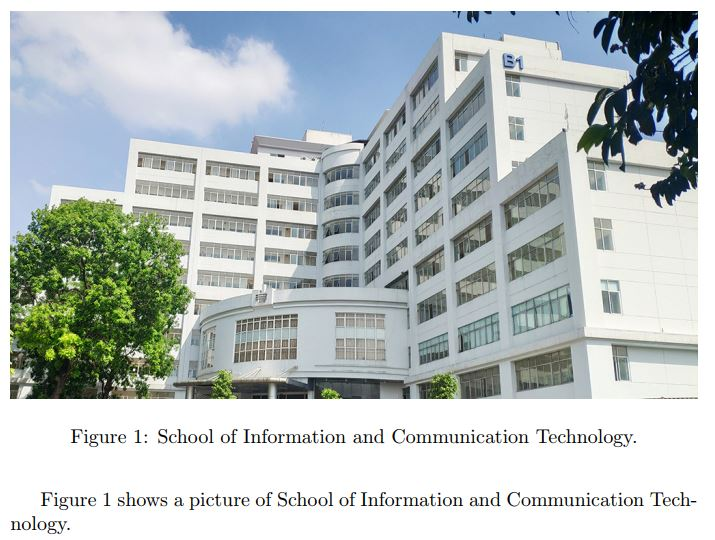 B1
Figure 1: School of Information and Communication Technology.
Figure 1 shows a picture of School of Information and Communication Tech-
nology.